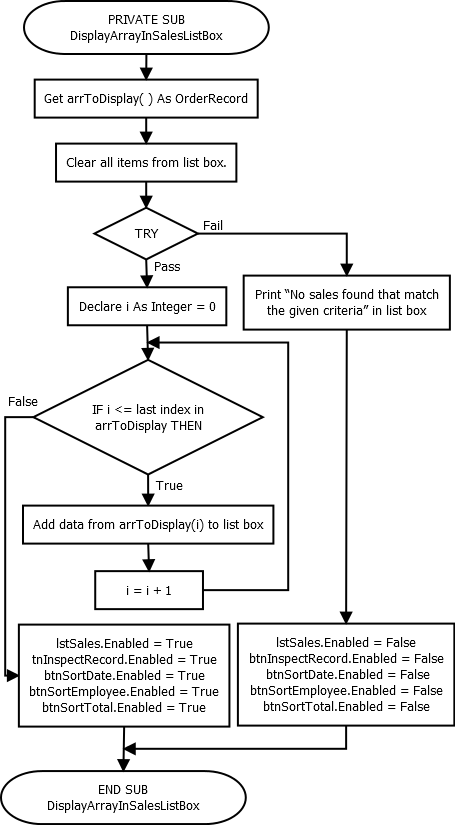 PRIVATE SUB
DisplayArrayInSalesListBox
Get arrToDisplay( ) As OrderRecord
Clear all items from list box.
TRY
Fail
Pass
Declare i As Integer = 0
Print “No sales found that match
the given criteria” in list box
False
IF i <= last index in
arrToDisplay THEN
True
Add data from arrToDisplay(i) to list box
i = i + 1
lstSales.Enabled = True
tnInspectRecord.Enabled = True
btnSortDate.Enabled = True
btnSortEmployee.Enabled = True
btnSortTotal.Enabled = True
lstSales.Enabled = False
btnInspectRecord.Enabled = False
btnSortDate.Enabled = False
btnSortEmployee.Enabled = False
btnSortTotal.Enabled = False
END SUB
DisplayArrayInSalesListBox